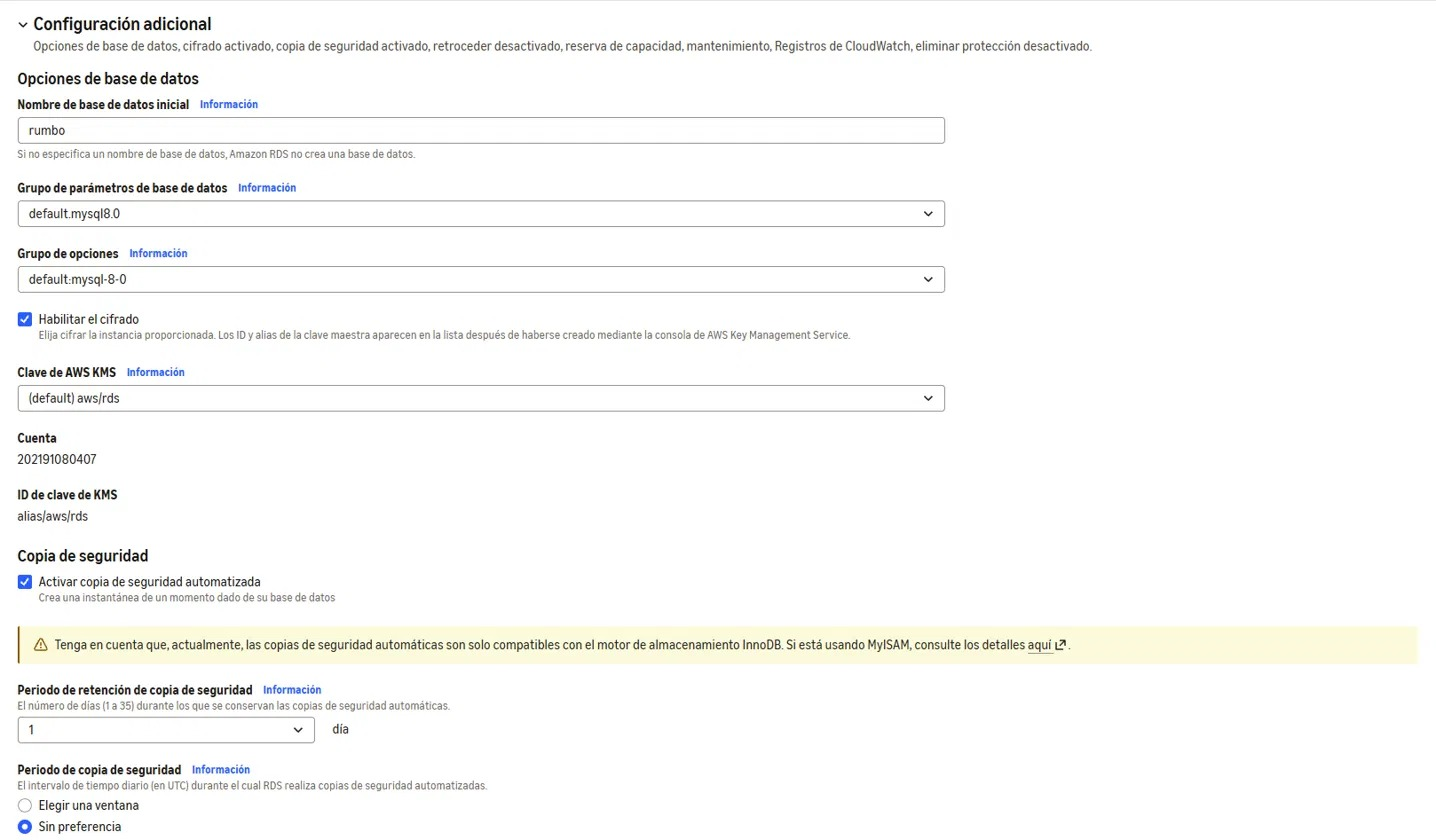 Configuración adicional
Opciones de base de datos, cifrado activado, copia de seguridad activado, retroceder desactivado, reserva de capacidad, mantenimiento, Registros de CloudWatch, eliminar protección desactivado.
Opciones de base de datos
Nombre de base de datos inicial Información
rumbo
Si no especifica un nombre de base de datos, Amazon RDS no crea una base de datos.
Grupo de parámetros de base de datos Información
default.mysql8.0
Grupo de opciones Información
default:mysql-8-0
Habilitar el cifrado
Elija cifrar la instancia proporcionada. Los ID y alias de la clave maestra aparecen en la lista después de haberse creado mediante la consola de AWS Key Management Service.
Clave de AWS KMS Información
(default) aws/rds
Cuenta
202191080407
ID de clave de KMS
alias/aws/rds
Copia de seguridad
Activar copia de seguridad automatizada
Crea una instantánea de un momento dado de su base de datos
Tenga en cuenta que, actualmente, las copias de seguridad automáticas son solo compatibles con el motor de almacenamiento InnoDB. Si está usando MyISAM, consulte los detalles aquí.
Periodo de retención de copia de seguridad Información
El número de días (1 a 35) durante los que se conservan las copias de seguridad automáticas.
1 día
Periodo de copia de seguridad Información
El intervalo de tiempo diario (en UTC) durante el cual RDS realiza copias de seguridad automatizadas.
Elegir una ventana
Sin preferencia